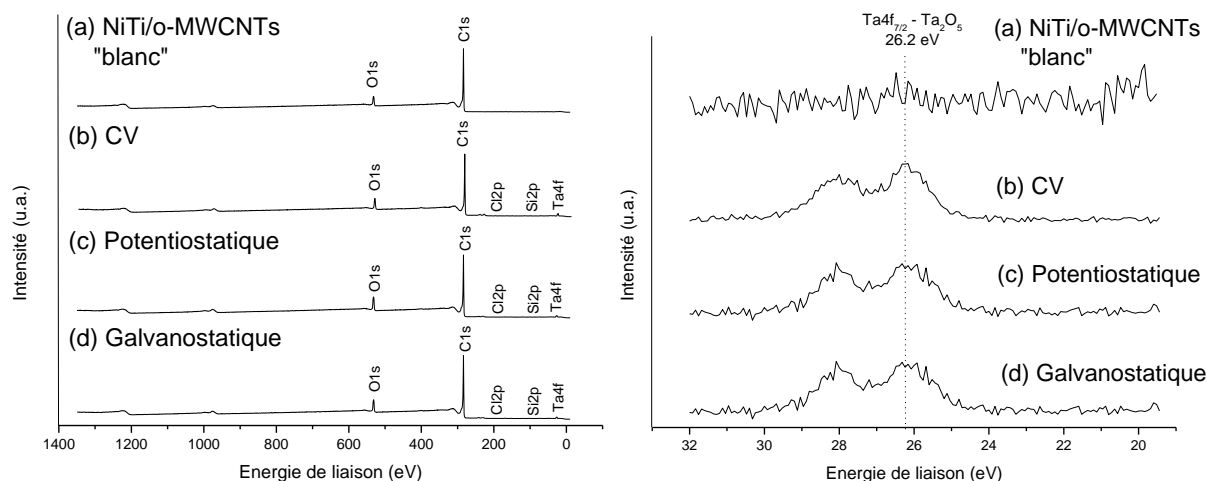 (a) NiTi/o-MWCNTs
"blanc"
O1s
C1s
(b) CV
O1s
C1s
Cl2p
Si2p
Ta4f
(c) Potentiostatique
O1s
C1s
Cl2p
Si2p
Ta4f
(d) Galvanostatique
O1s
C1s
Cl2p
Si2p
Ta4f
Intensité (u.a.)
1400 1200 1000 800 600 400 200 0
Energie de liaison (eV)
Ta4f7/2 - Ta2O5
26.2 eV
(a) NiTi/o-MWCNTs
"blanc"
(b) CV
(c) Potentiostatique
(d) Galvanostatique
Intensité (u.a.)
32 30 28 26 24 22 20
Energie de liaison (eV)